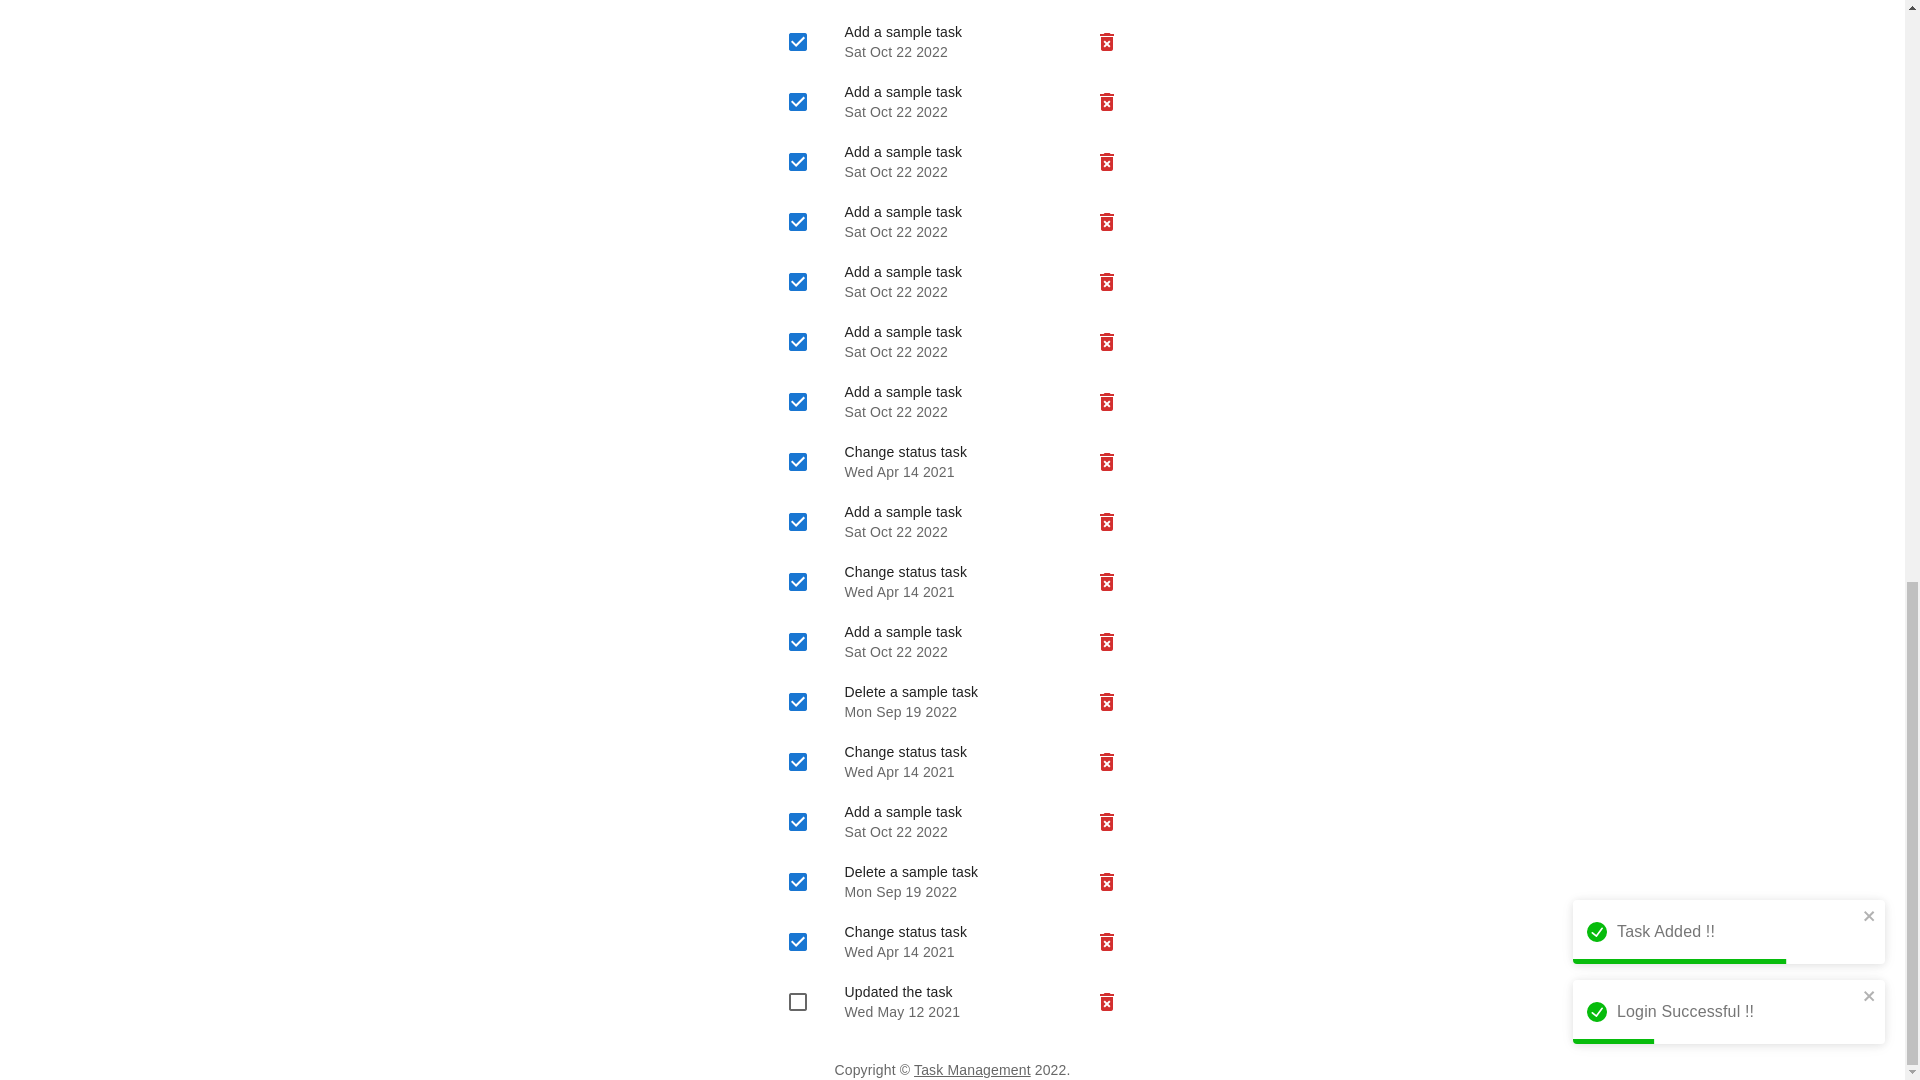 Add a sample task
Sat Oct 22 2022
Add a sample task
Sat Oct 22 2022
Add a sample task
Sat Oct 22 2022
Add a sample task
Sat Oct 22 2022
Add a sample task
Sat Oct 22 2022
Add a sample task
Sat Oct 22 2022
Add a sample task
Sat Oct 22 2022
Change status task
Wed Apr 14 2021
Add a sample task
Sat Oct 22 2022
Change status task
Wed Apr 14 2021
Add a sample task
Sat Oct 22 2022
Delete a sample task
Mon Sep 19 2022
Change status task
Wed Apr 14 2021
Add a sample task
Sat Oct 22 2022
Delete a sample task
Mon Sep 19 2022
Change status task
Wed Apr 14 2021
Updated the task
Wed May 12 2021
Task Added !!
Login Successful !!
Copyright © Task Management 2022.